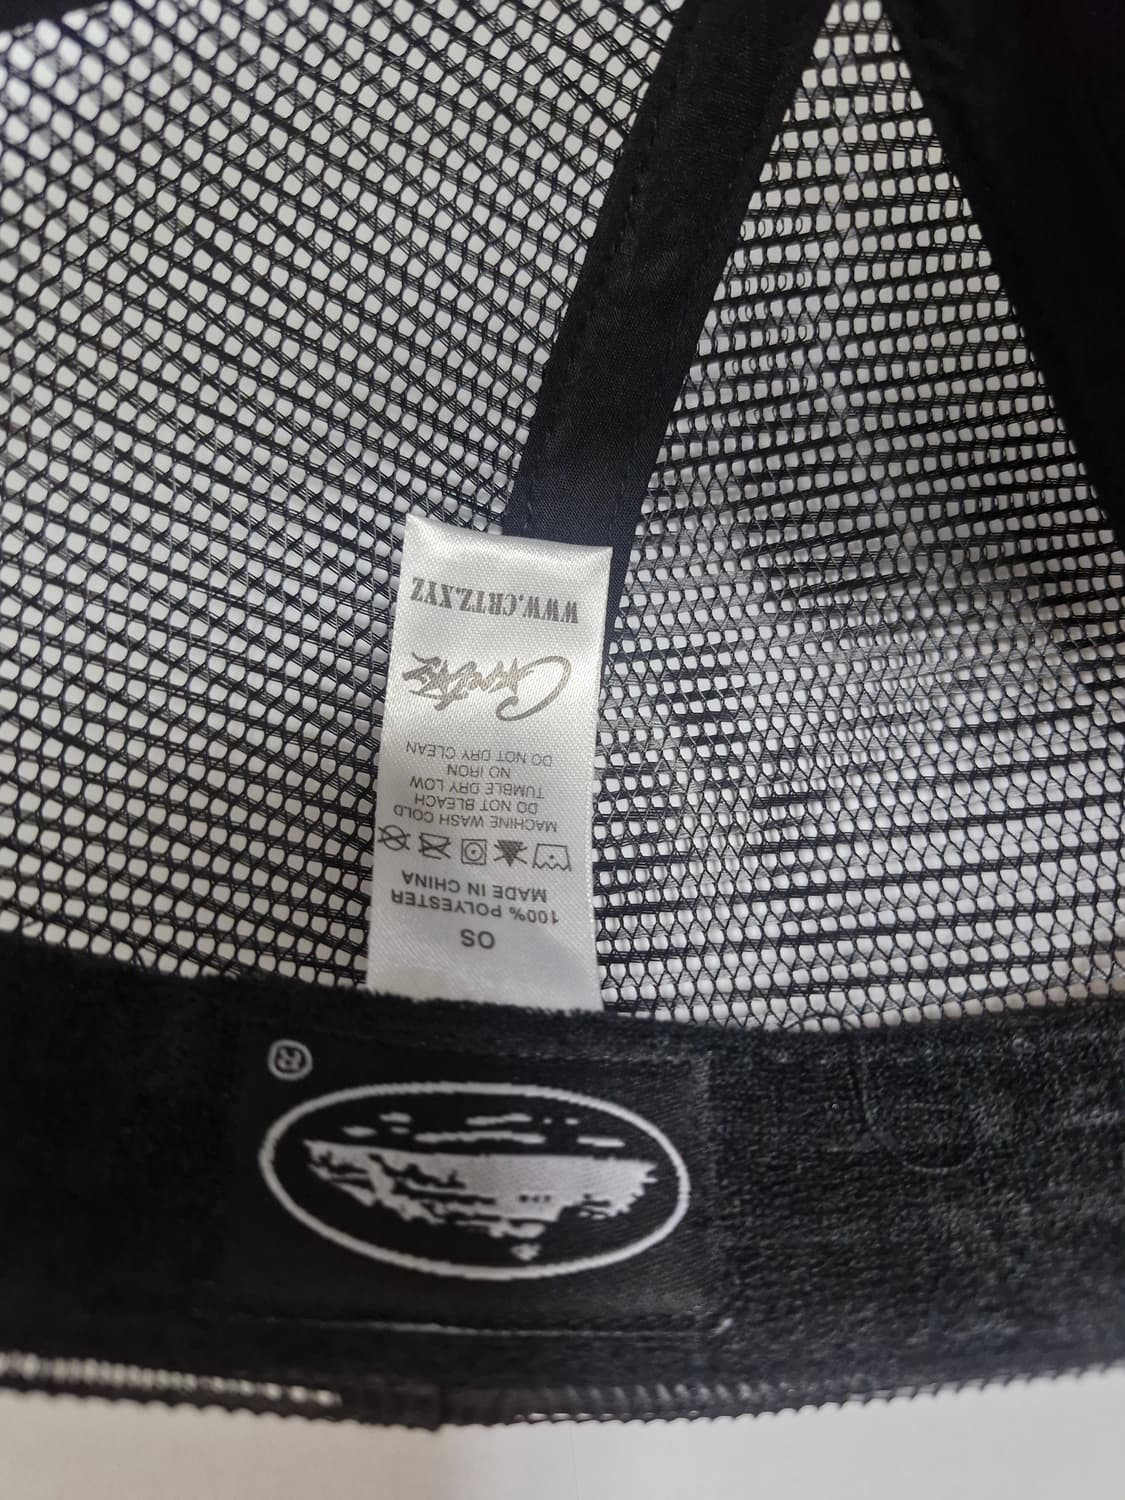 ®
OS
100% POLYESTER
MADE IN CHINA
MACHINE WASH COLD
DO NOT BLEACH
TUMBLE DRY LOW
NO IRON
DO NOT DRY CLEAN
Corteiz
WWW.CRTZ.XYZ